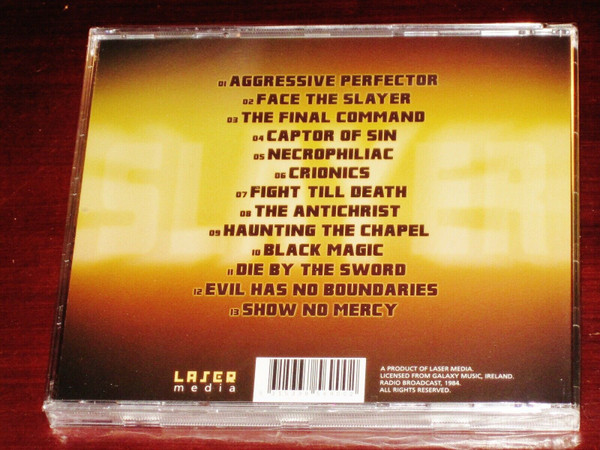 01 AGGRESSIVE PERFECTOR
02 FACE THE SLAYER
03 THE FINAL COMMAND
04 CAPTOR OF SIN
05 NECROPHILIAC
06 CRIONICS
07 FIGHT TILL DEATH
08 THE ANTICHRIST
09 HAUNTING THE CHAPEL
10 BLACK MAGIC
11 DIE BY THE SWORD
12 EVIL HAS NO BOUNDARIES
13 SHOW NO MERCY
SLAYER
LASER
media
A PRODUCT OF LASER MEDIA.
LICENSED FROM GALAXY MUSIC, IRELAND.
RADIO BROADCAST, 1984.
ALL RIGHTS RESERVED.